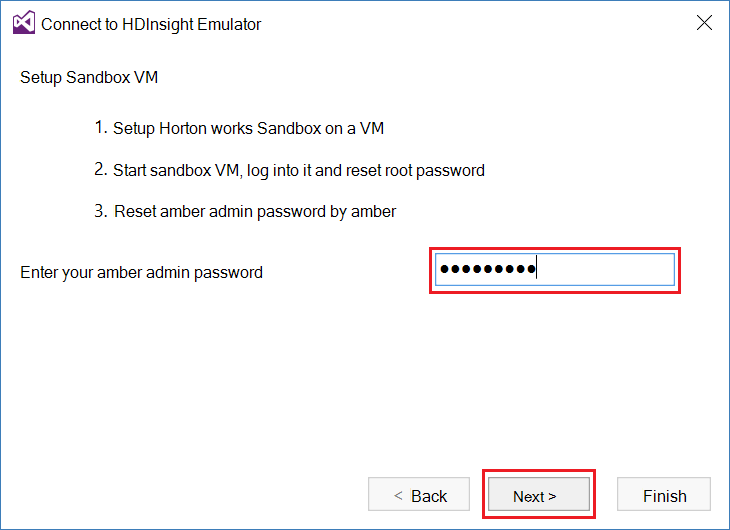 Connect to HDInsight Emulator
Setup Sandbox VM
1. Setup Horton works Sandbox on a VM
2. Start sandbox VM, log into it and reset root password
3. Reset amber admin password by amber
Enter your amber admin password ●●●●●●●●●
< Back Next > Finish